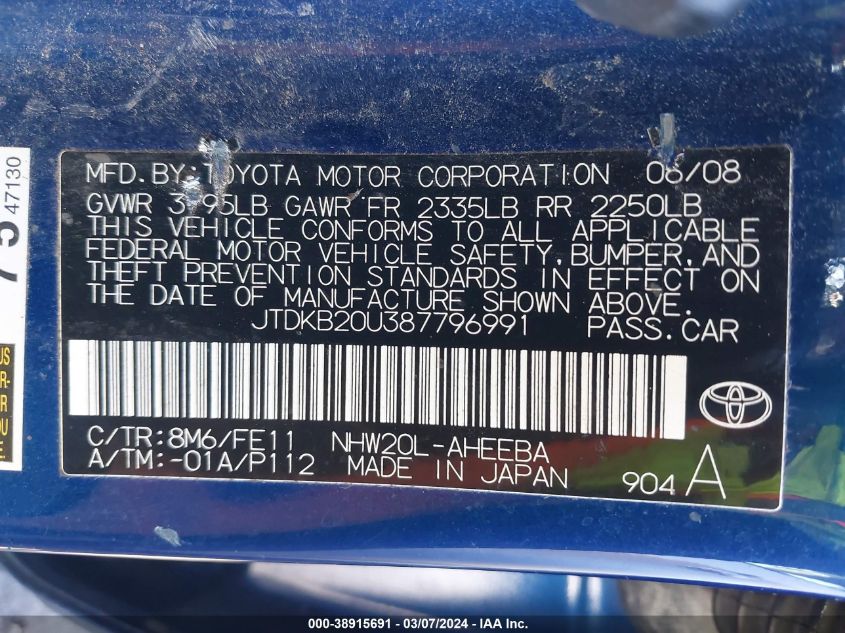 MFD.BY:TOYOTA MOTOR CORPORATION 06/08
GVWR LB GAWR FR 2335LB RR 2250LB
THIS VEHICLE CONFORMS TO ALL APPLICABLE
FEDERAL MOTOR VEHICLE SAFETY,BUMPER,AND
THEFT PREVENTION STANDARDS IN EFFECT ON
THE DATE OF MANUFACTURE SHOWN ABOVE.
JTDKB20U387796991 PASS.CAR
C/TR:8M6/FE11 NHW20L-AHEEBA
A/TM:-01A/P112 MADE IN JAPAN
904 A
47130
000-38915691 - 03/07/2024 - IAA Inc.